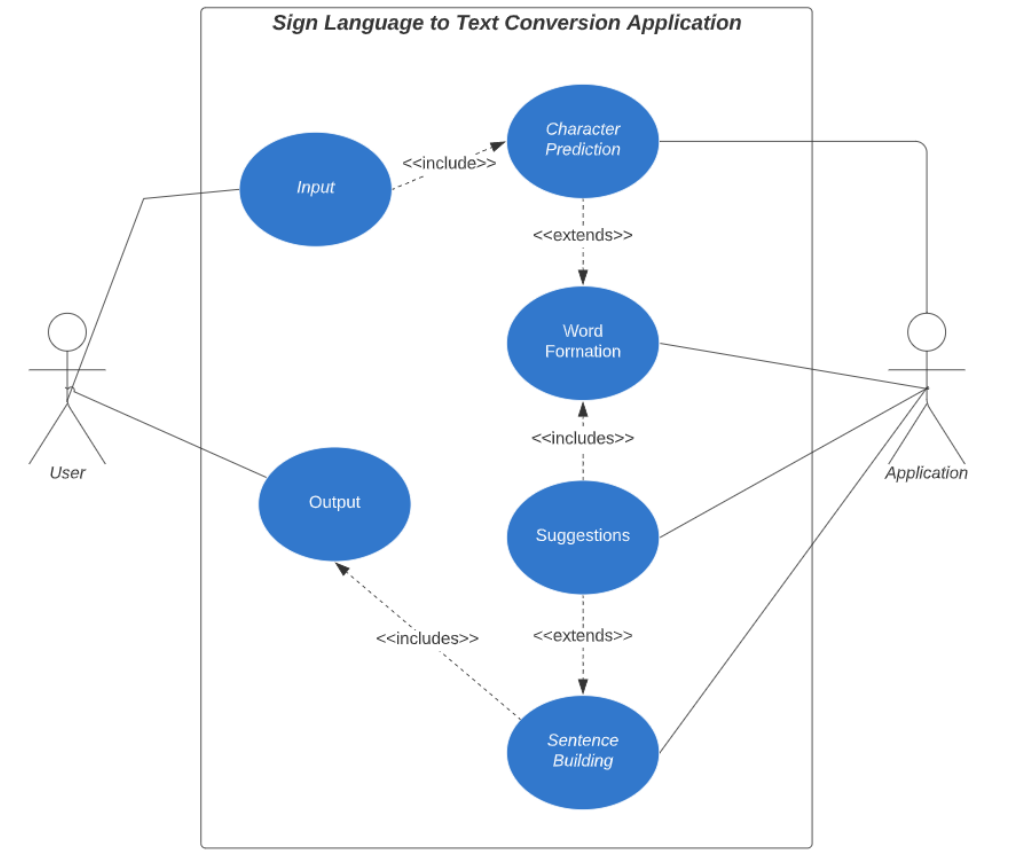 Sign Language to Text Conversion Application
Character
Prediction
<<include>>
Input
<<extends>>
Word
Formation
<<includes>>
User
Application
Output
Suggestions
<<includes>>
<<extends>>
Sentence
Building